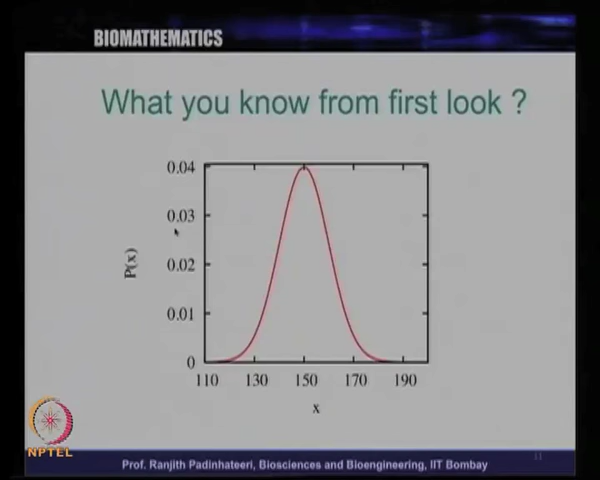 BIOMATHEMATICS
What you know from first look ?
0.04
0.03
0.02
0.01
0
P(x)
110 130 150 170 190
x
NPTEL
Prof. Ranjith Padinhateeri, Biosciences and Bioengineering, IIT Bombay
11